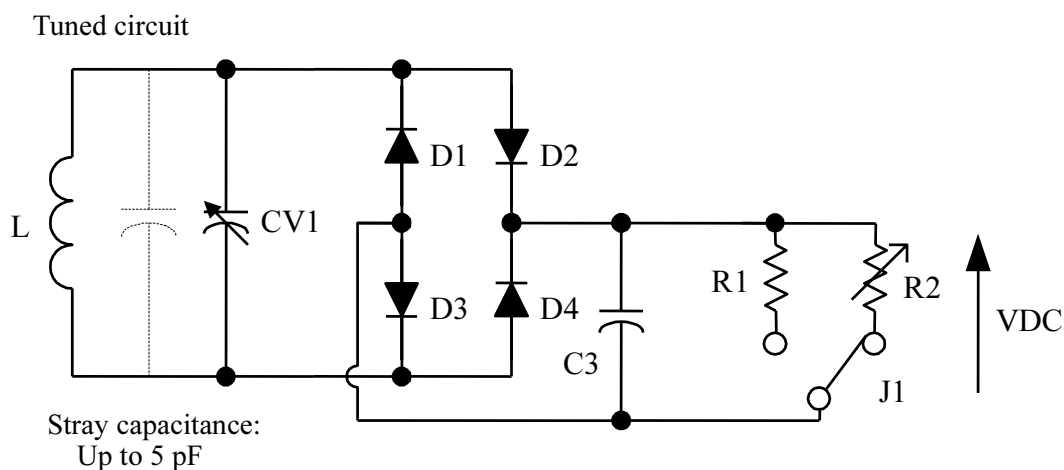 Tuned circuit
D1
D2
L
CV1
R1
R2
D3
D4
VDC
C3
J1
Stray capacitance:
Up to 5 pF